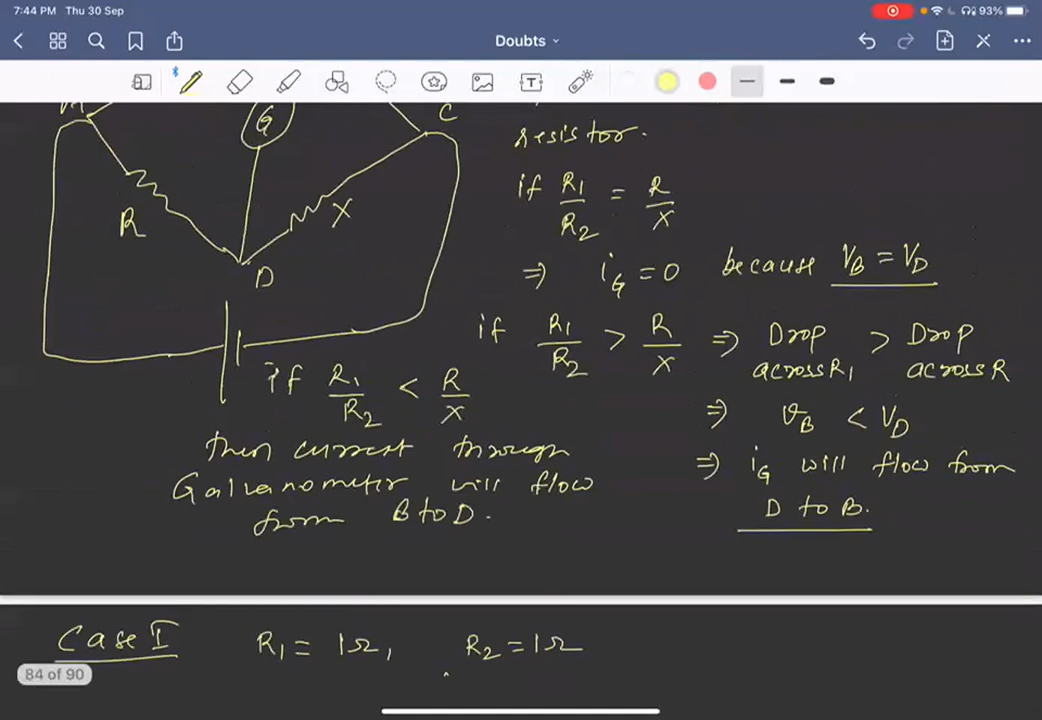 7:44 PM Thu 30 Sep
93%
Doubts
T
G
C
resistor.
R
X
D
if R1/R2 = R/X
⇒ iG = 0 because VB = VD
if R1/R2 > R/X ⇒ Drop across R1 > Drop across R
⇒ VB < VD
⇒ iG will flow from
D to B.
if R1/R2 < R/X
then current through
Galvanometer will flow
from B to D.
Case I R1 = 1Ω, R2 = 1Ω
84 of 90